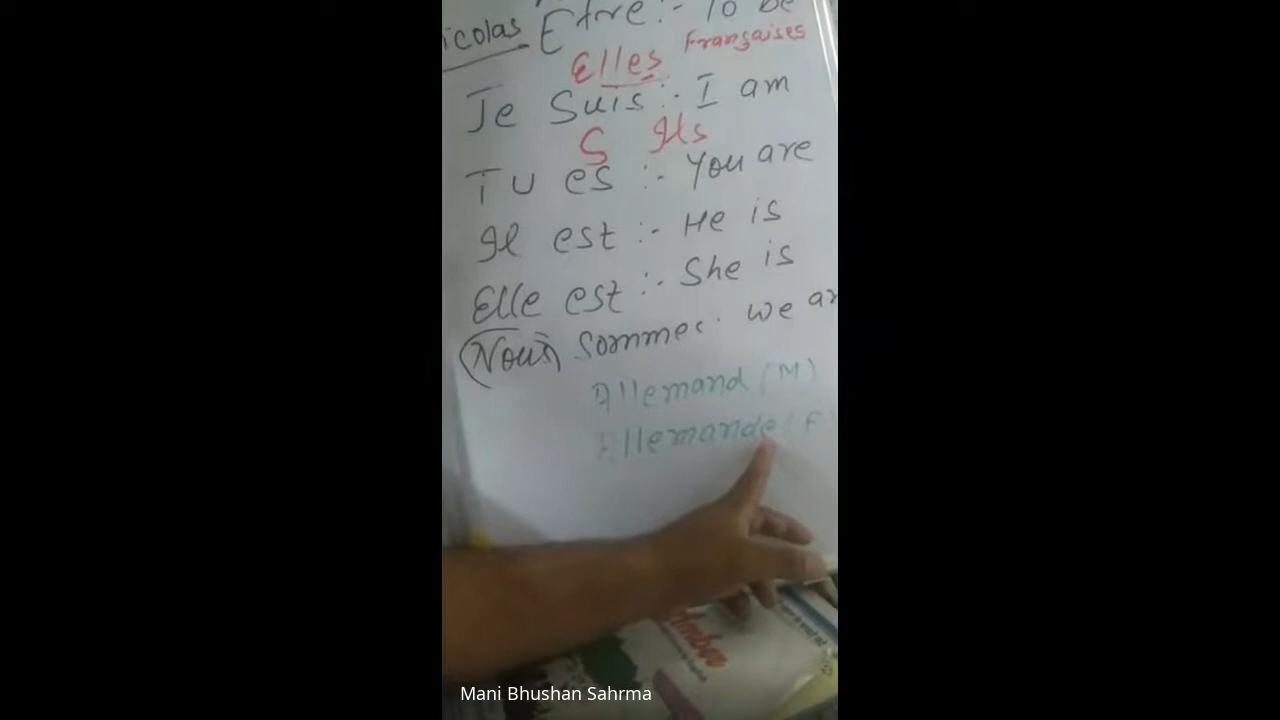 icolas Etre :- To be
Elles Françaises
Je Suis :- I am
S Ils
Tu es :- You are
Il est :- He is
Elle est :- She is
Nous Sommes . We ar
Allemand (M)
Allemande (F)
Mani Bhushan Sahrma